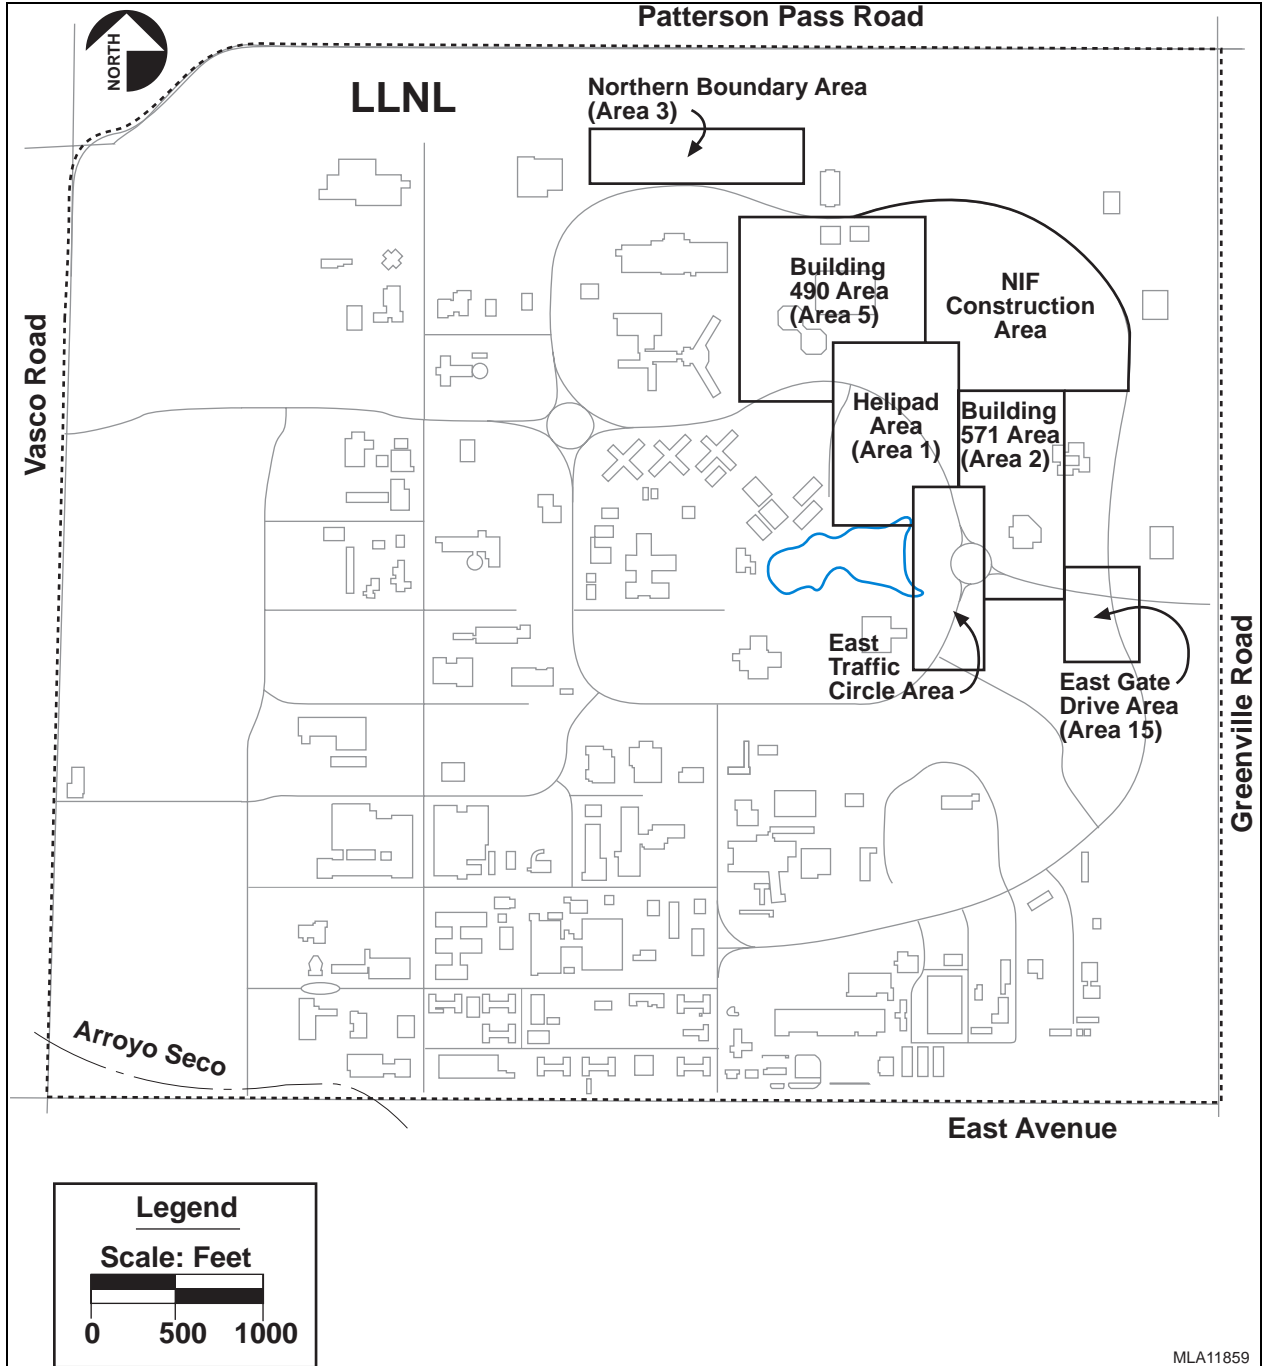 Patterson Pass Road
NORTH
LLNL
Northern Boundary Area
(Area 3)
Building
490 Area
(Area 5)
NIF
Construction
Area
Vasco Road
Helipad
Area
(Area 1)
Building
571 Area
(Area 2)
East
Traffic
Circle Area
East Gate
Drive Area
(Area 15)
Greenville Road
Arroyo Seco
East Avenue
Legend
Scale: Feet
0 500 1000
MLA11859